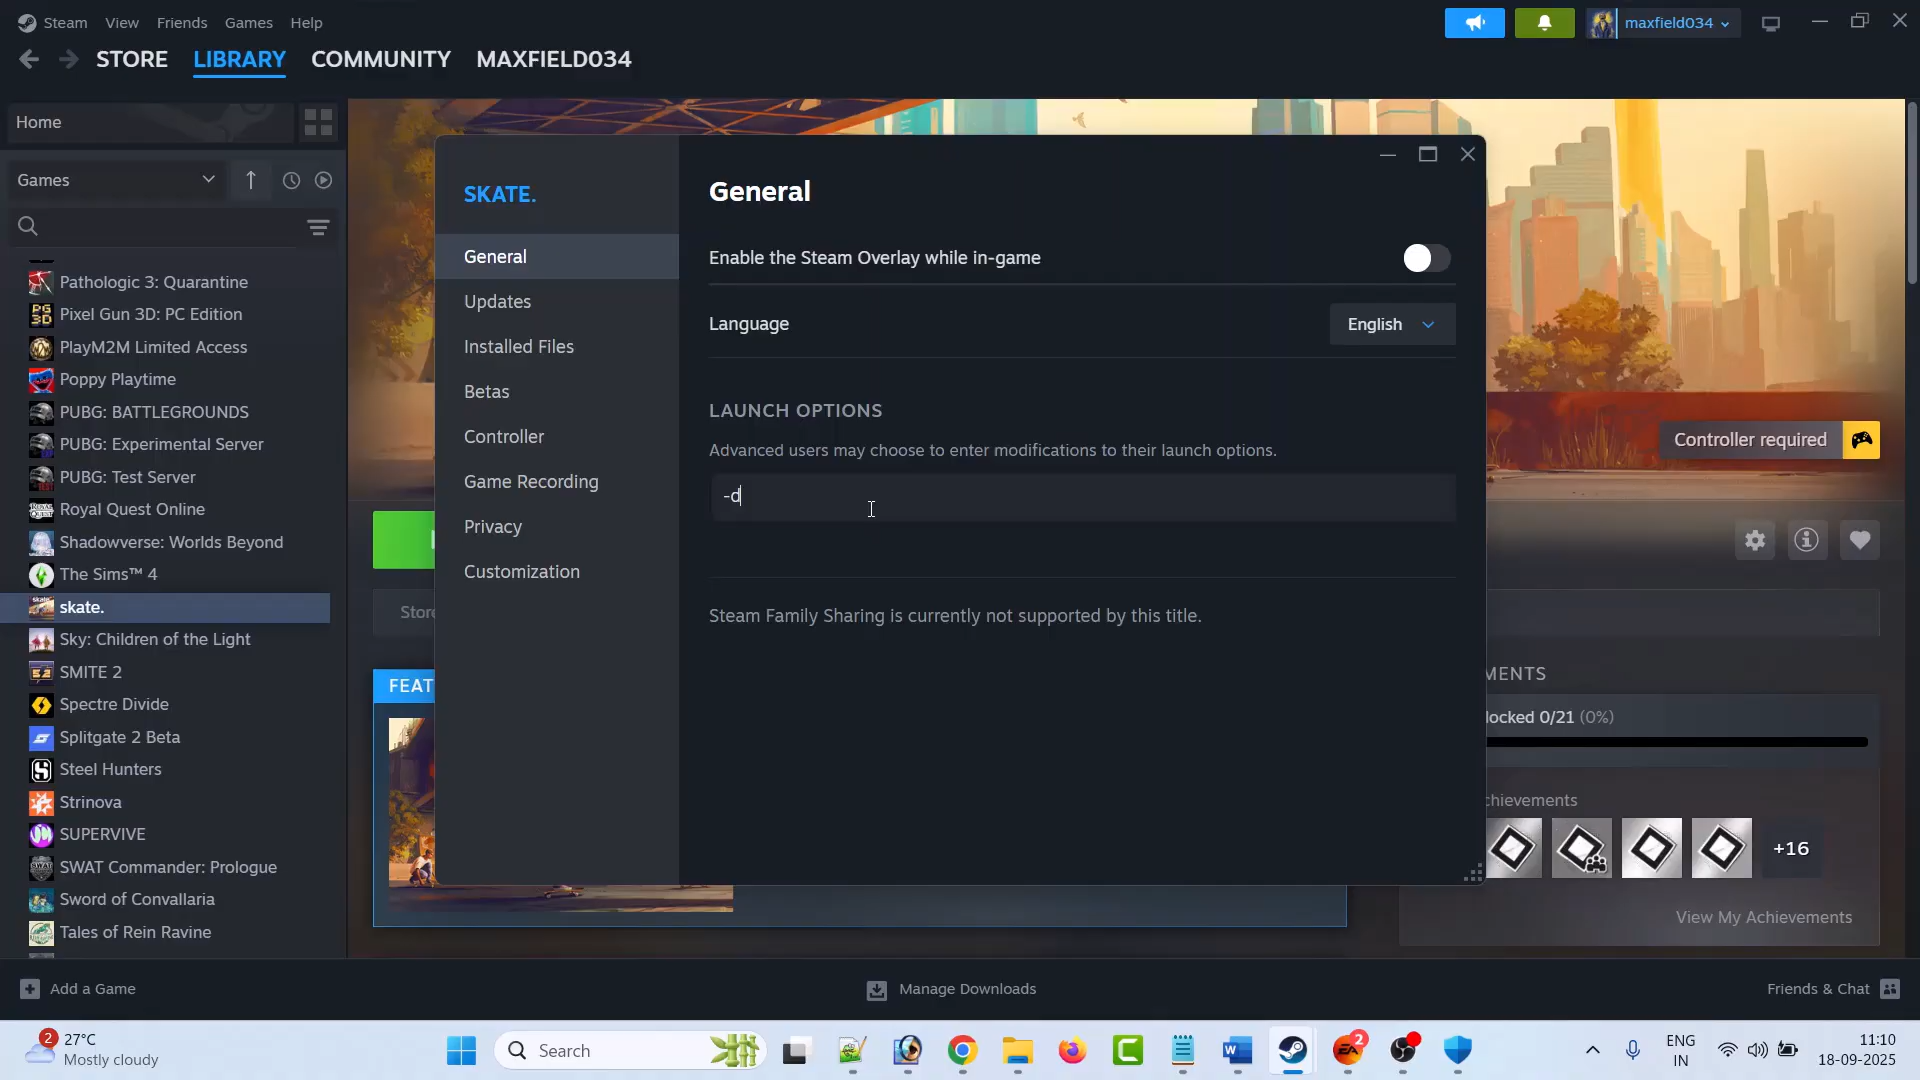 Steam View Friends Games Help
maxfield034
STORE LIBRARY COMMUNITY MAXFIELD034
Home
Games
Pathologic 3: Quarantine
Pixel Gun 3D: PC Edition
PlayM2M Limited Access
Poppy Playtime
PUBG: BATTLEGROUNDS
PUBG: Experimental Server
PUBG: Test Server
Royal Quest Online
Shadowverse: Worlds Beyond
The Sims™ 4
skate.
Sky: Children of the Light
SMITE 2
Spectre Divide
Splitgate 2 Beta
Steel Hunters
Strinova
SUPERVIVE
SWAT Commander: Prologue
Sword of Convallaria
Tales of Rein Ravine
SKATE.
General
Updates
Installed Files
Betas
Controller
Game Recording
Privacy
Customization
General
Enable the Steam Overlay while in-game
Language English
LAUNCH OPTIONS
Advanced users may choose to enter modifications to their launch options.
-d
Steam Family Sharing is currently not supported by this title.
Controller required
Store
FEAT
MENTS
locked 0/21 (0%)
chievements
+16
View My Achievements
Add a Game
Manage Downloads
Friends & Chat
2
27°C
Mostly cloudy
Search
EA
2
ENG
IN
11:10
18-09-2025